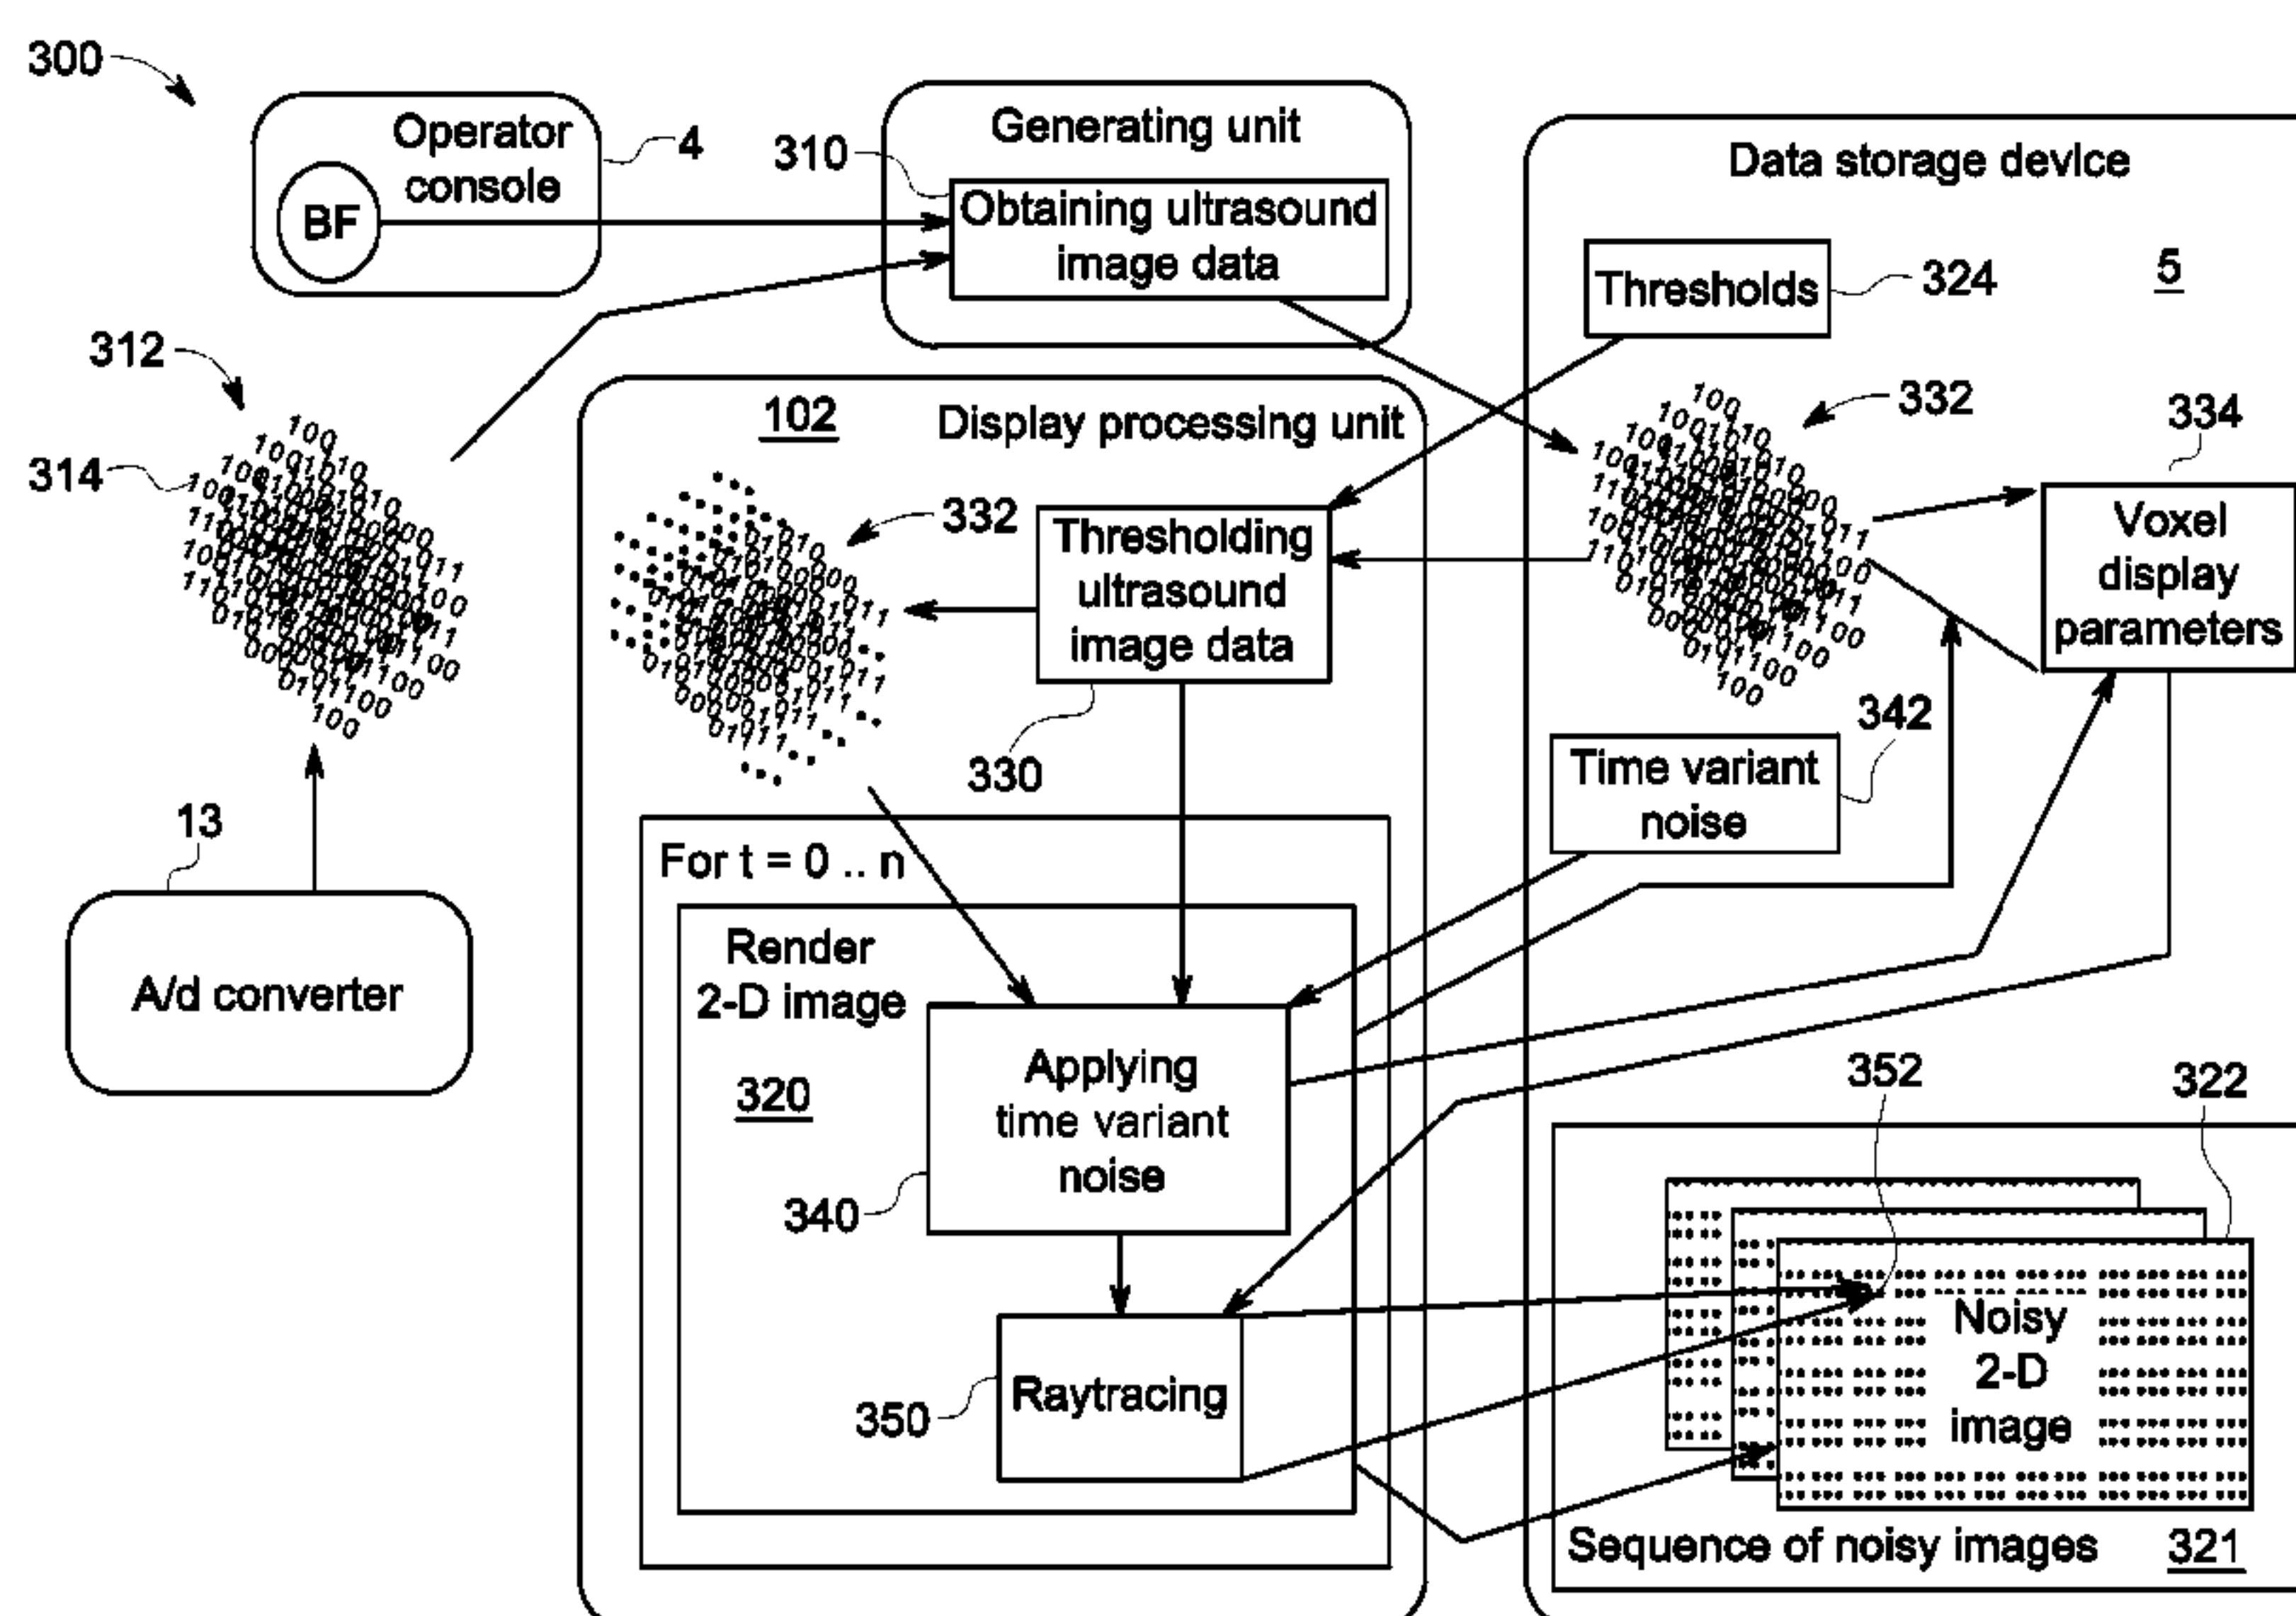 300
Operator
console
BF
4
Generating unit
310
Obtaining ultrasound
image data
Data storage device
5
Thresholds
324
312
314
332
334
Voxel
display
parameters
102
Display processing unit
332
Thresholding
ultrasound
image data
330
342
Time variant
noise
13
A/d converter
For t = 0 .. n
Render
2-D image
320
Applying
time variant
noise
340
Raytracing
350
352
322
Noisy
2-D
image
Sequence of noisy images
321